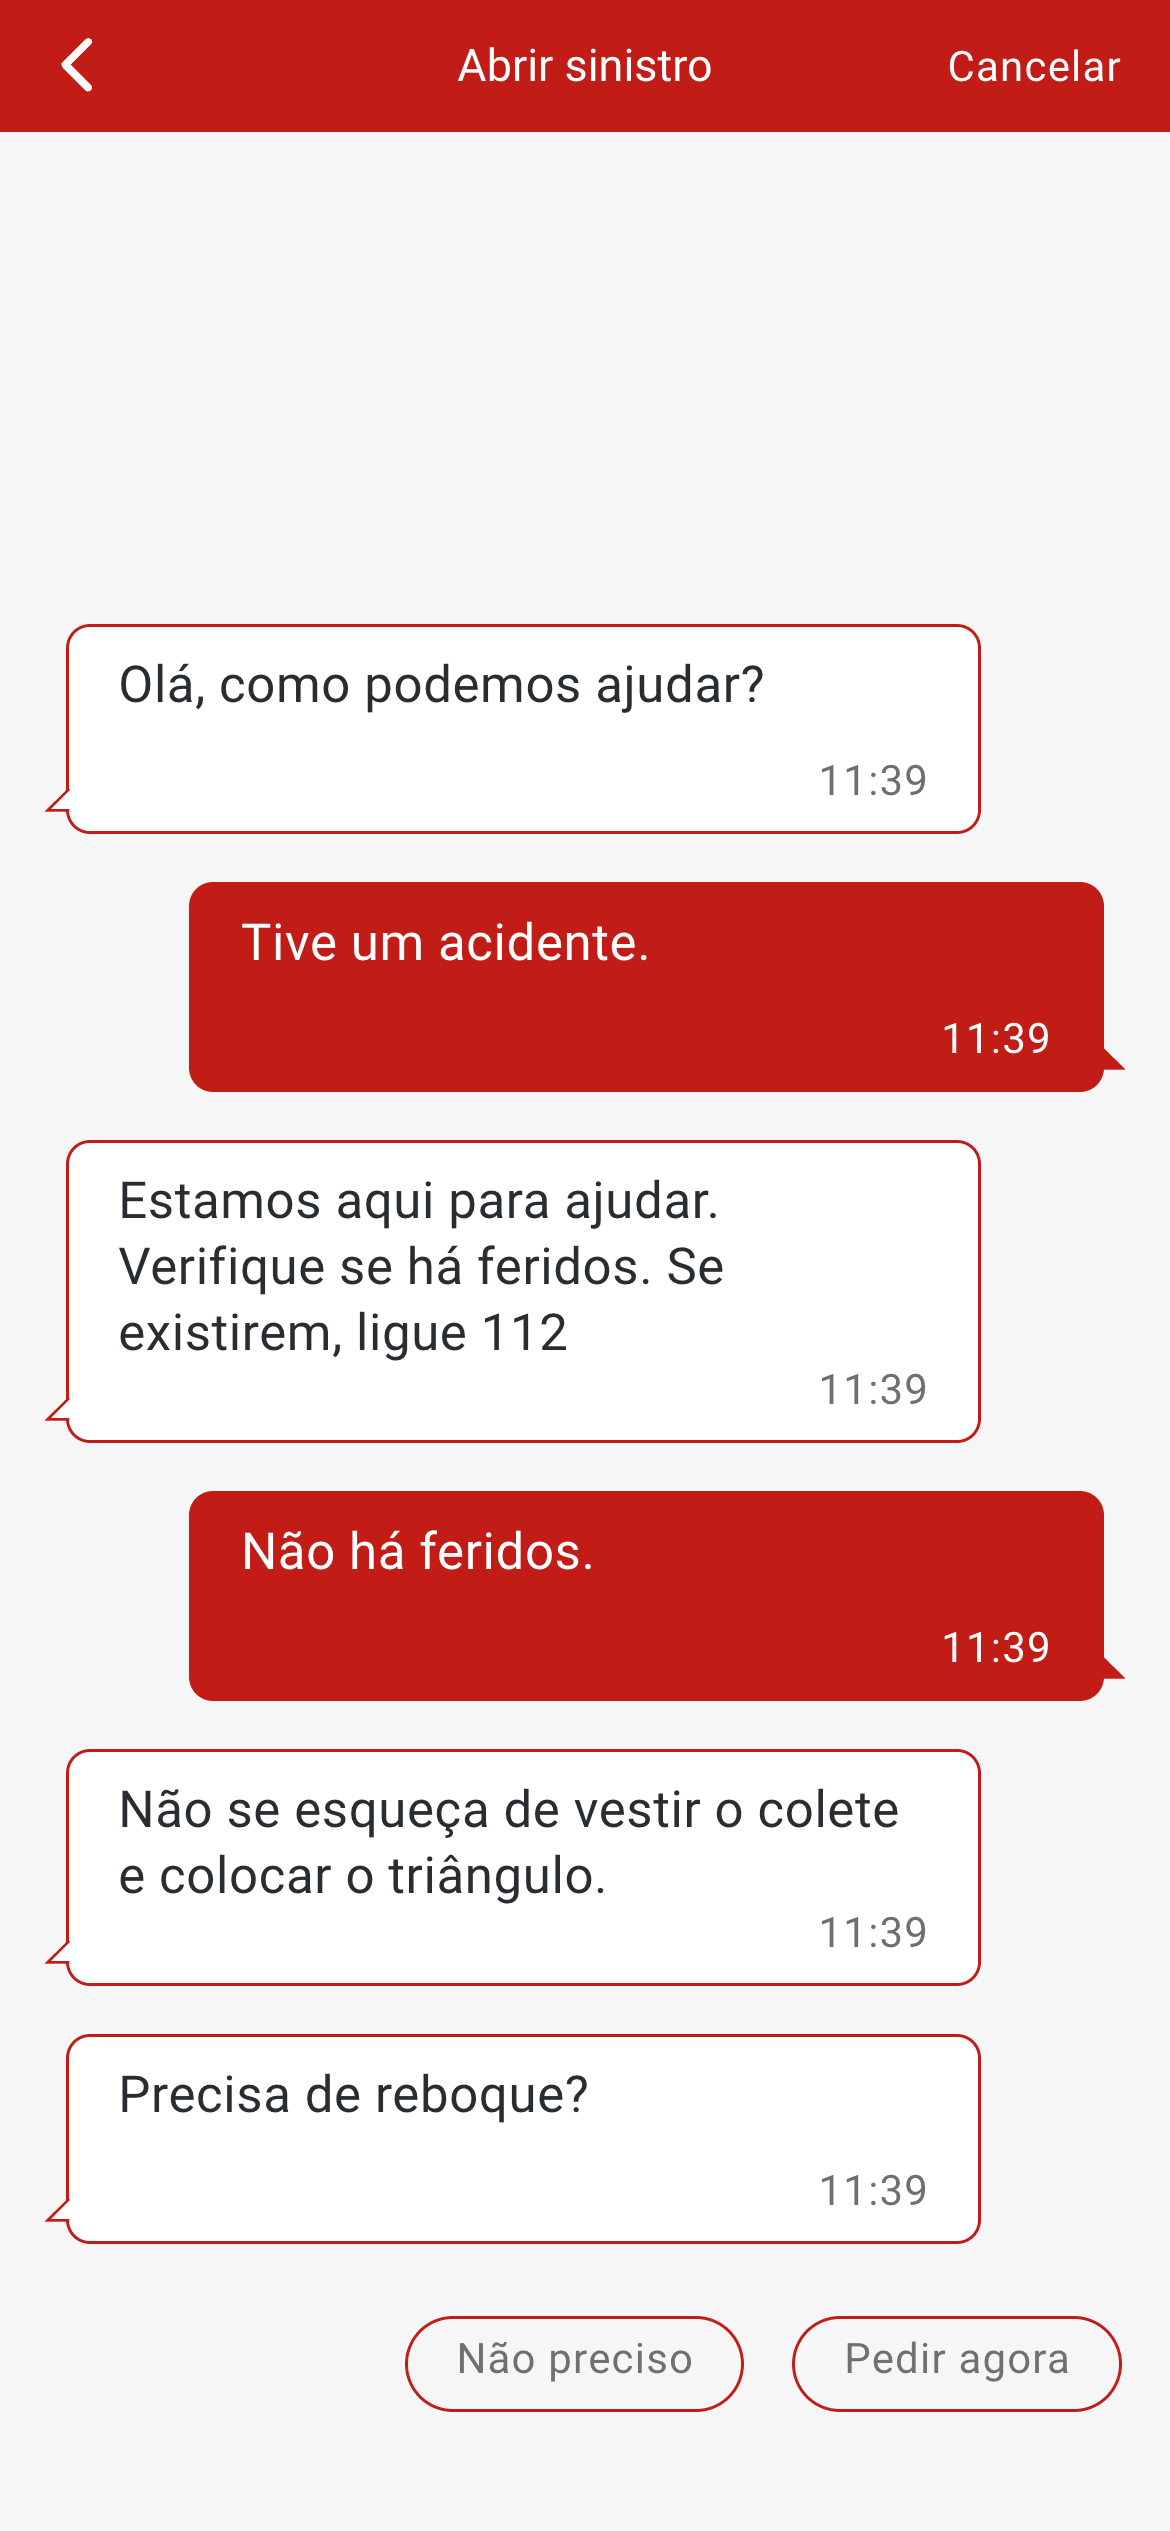 Abrir sinistro
Cancelar
Olá, como podemos ajudar?
11:39
Tive um acidente.
11:39
Estamos aqui para ajudar.
Verifique se há feridos. Se
existirem, ligue 112
11:39
Não há feridos.
11:39
Não se esqueça de vestir o colete
e colocar o triângulo.
11:39
Precisa de reboque?
11:39
Não preciso
Pedir agora